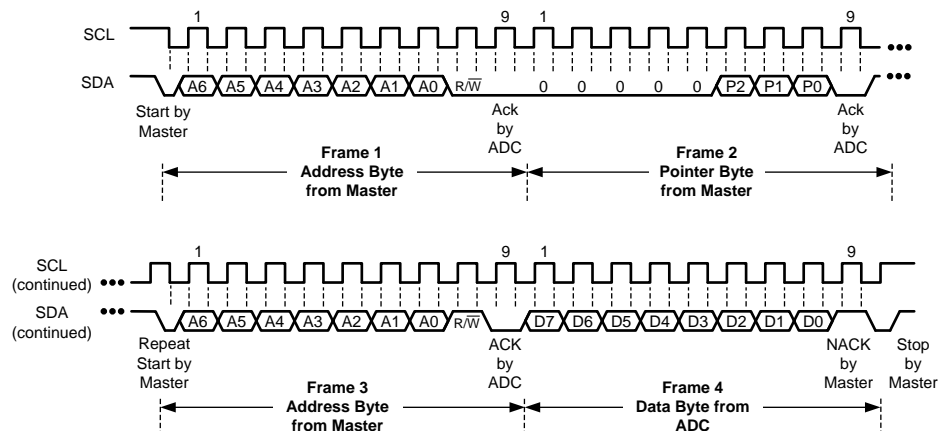 1 9 1 9
SCL
SDA A6 A5 A4 A3 A2 A1 A0 R/W̅ 0 0 0 0 0 P2 P1 P0
Start by
Master
Ack
by
ADC
Ack
by
ADC
Frame 1
Address Byte
from Master
Frame 2
Pointer Byte
from Master
1 9 1 9
SCL
(continued)
SDA
(continued)
A6 A5 A4 A3 A2 A1 A0 R/W̅ D7 D6 D5 D4 D3 D2 D1 D0
Repeat
Start by
Master
ACK
by
ADC
NACK
by
Master
Stop
by
Master
Frame 3
Address Byte
from Master
Frame 4
Data Byte from
ADC